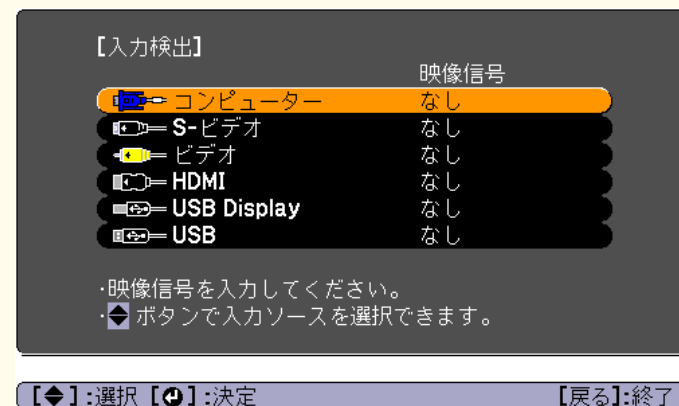 【入力検出】
映像信号
コンピューター なし
S-ビデオ なし
ビデオ なし
HDMI なし
USB Display なし
USB なし
・映像信号を入力してください。
・◆ ボタンで入力ソースを選択できます。
【◆】:選択 【↲】:決定 【戻る】:終了